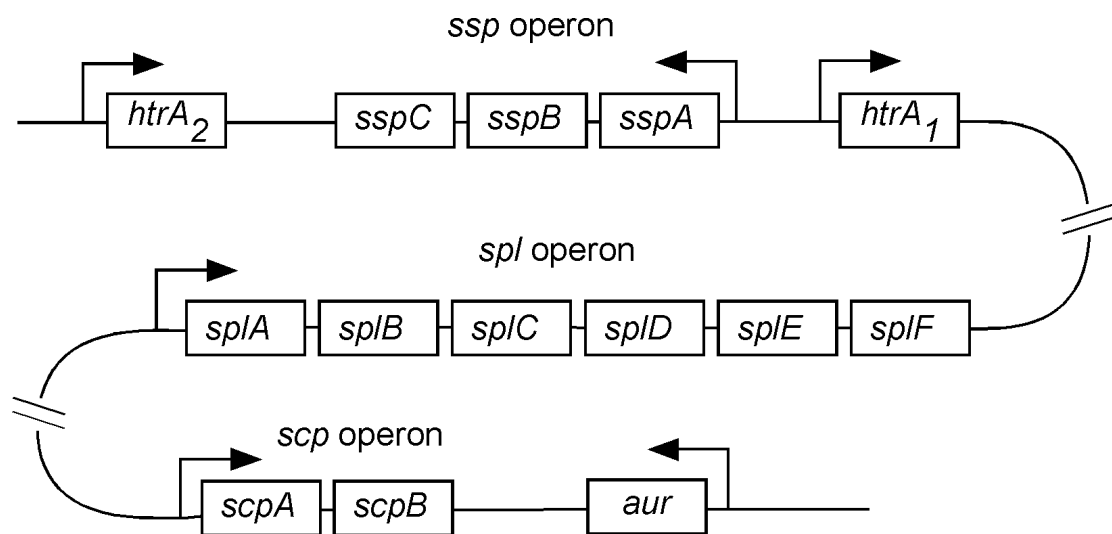 ssp operon
htrA2 sspC sspB sspA htrA1
spl operon
splA splB splC splD splE splF
scp operon
scpA scpB aur